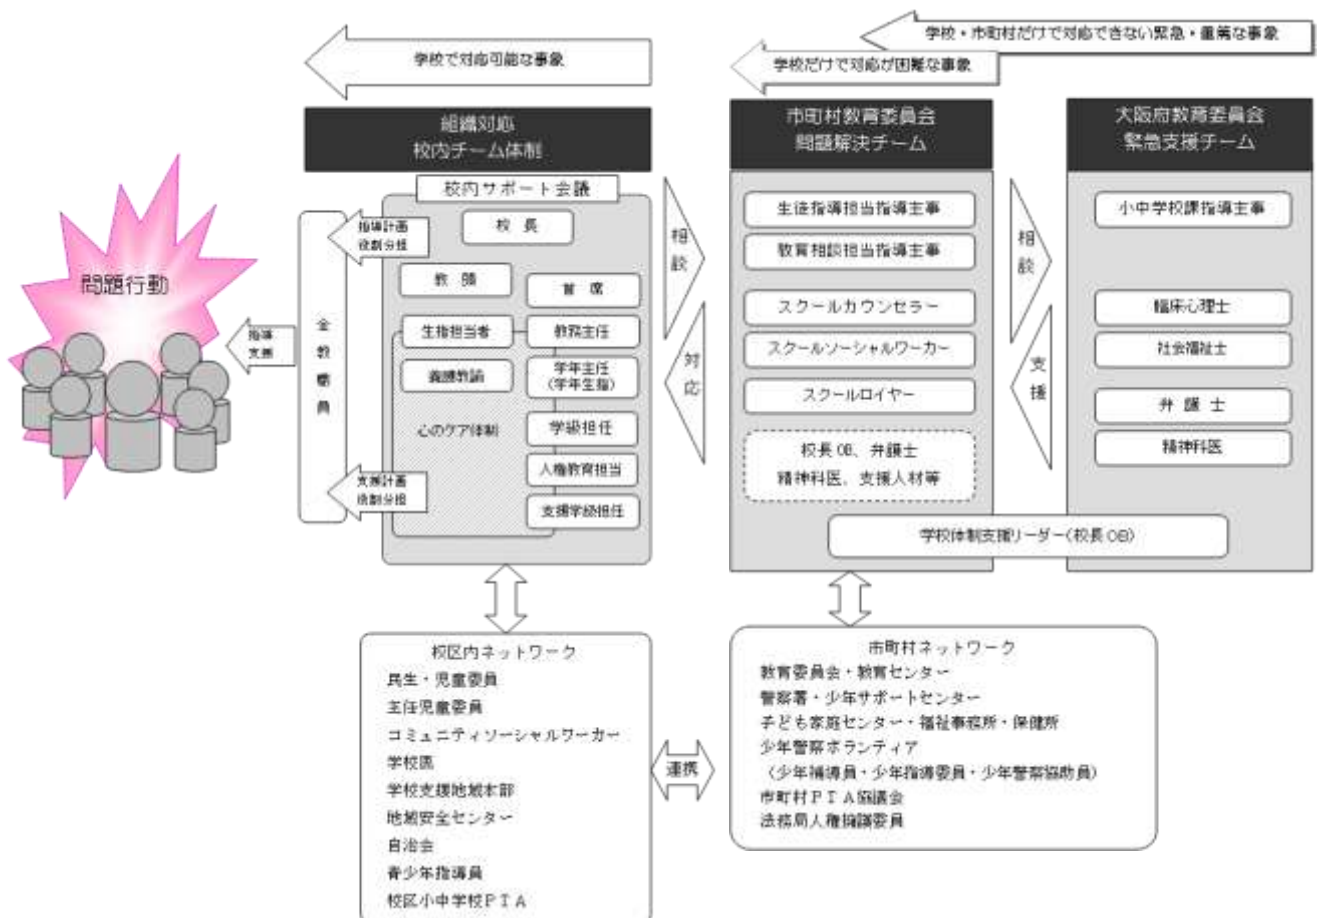 学校・市町村だけで対応できない緊急・重篤な事象
学校で対応可能な事象
学校だけで対応が困難な事象
組織対応
校内チーム体制
市町村教育委員会
問題解決チーム
大阪府教育委員会
緊急支援チーム
校内サポート会議
校長
指導計画
役割分担
教頭
首席
生指担当者
教務主任
養護教諭
学年主任
(学年生指)
心のケア体制
学級担任
人権教育担当
支援学級担任
支援計画
役割分担
全教職員
指導
支援
問題行動
相談
対応
生徒指導担当指導主事
教育相談担当指導主事
スクールカウンセラー
スクールソーシャルワーカー
スクールロイヤー
校長OB、弁護士
精神科医、支援人材等
相談
支援
小中学校課指導主事
臨床心理士
社会福祉士
弁護士
精神科医
学校体制支援リーダー(校長OB)
校区内ネットワーク
民生・児童委員
主任児童委員
コミュニティソーシャルワーカー
学校医
学校支援地域本部
地域安全センター
自治会
青少年指導員
校区小中学校PTA
連携
市町村ネットワーク
教育委員会・教育センター
警察署・少年サポートセンター
子ども家庭センター・福祉事務所・保健所
少年警察ボランティア
(少年補導員・少年指導委員・少年警察協助員)
市町村PTA協議会
法務局人権擁護委員